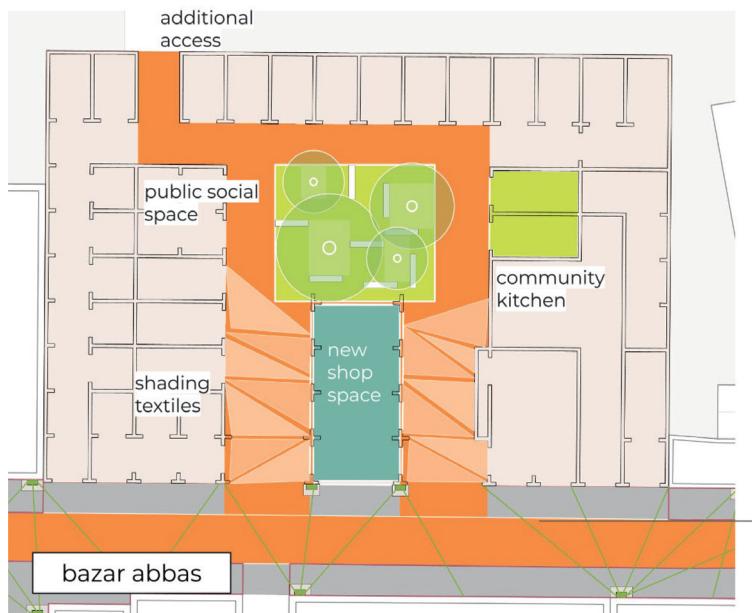 additional
access
public social
space
community
kitchen
new
shop
space
shading
textiles
bazar abbas